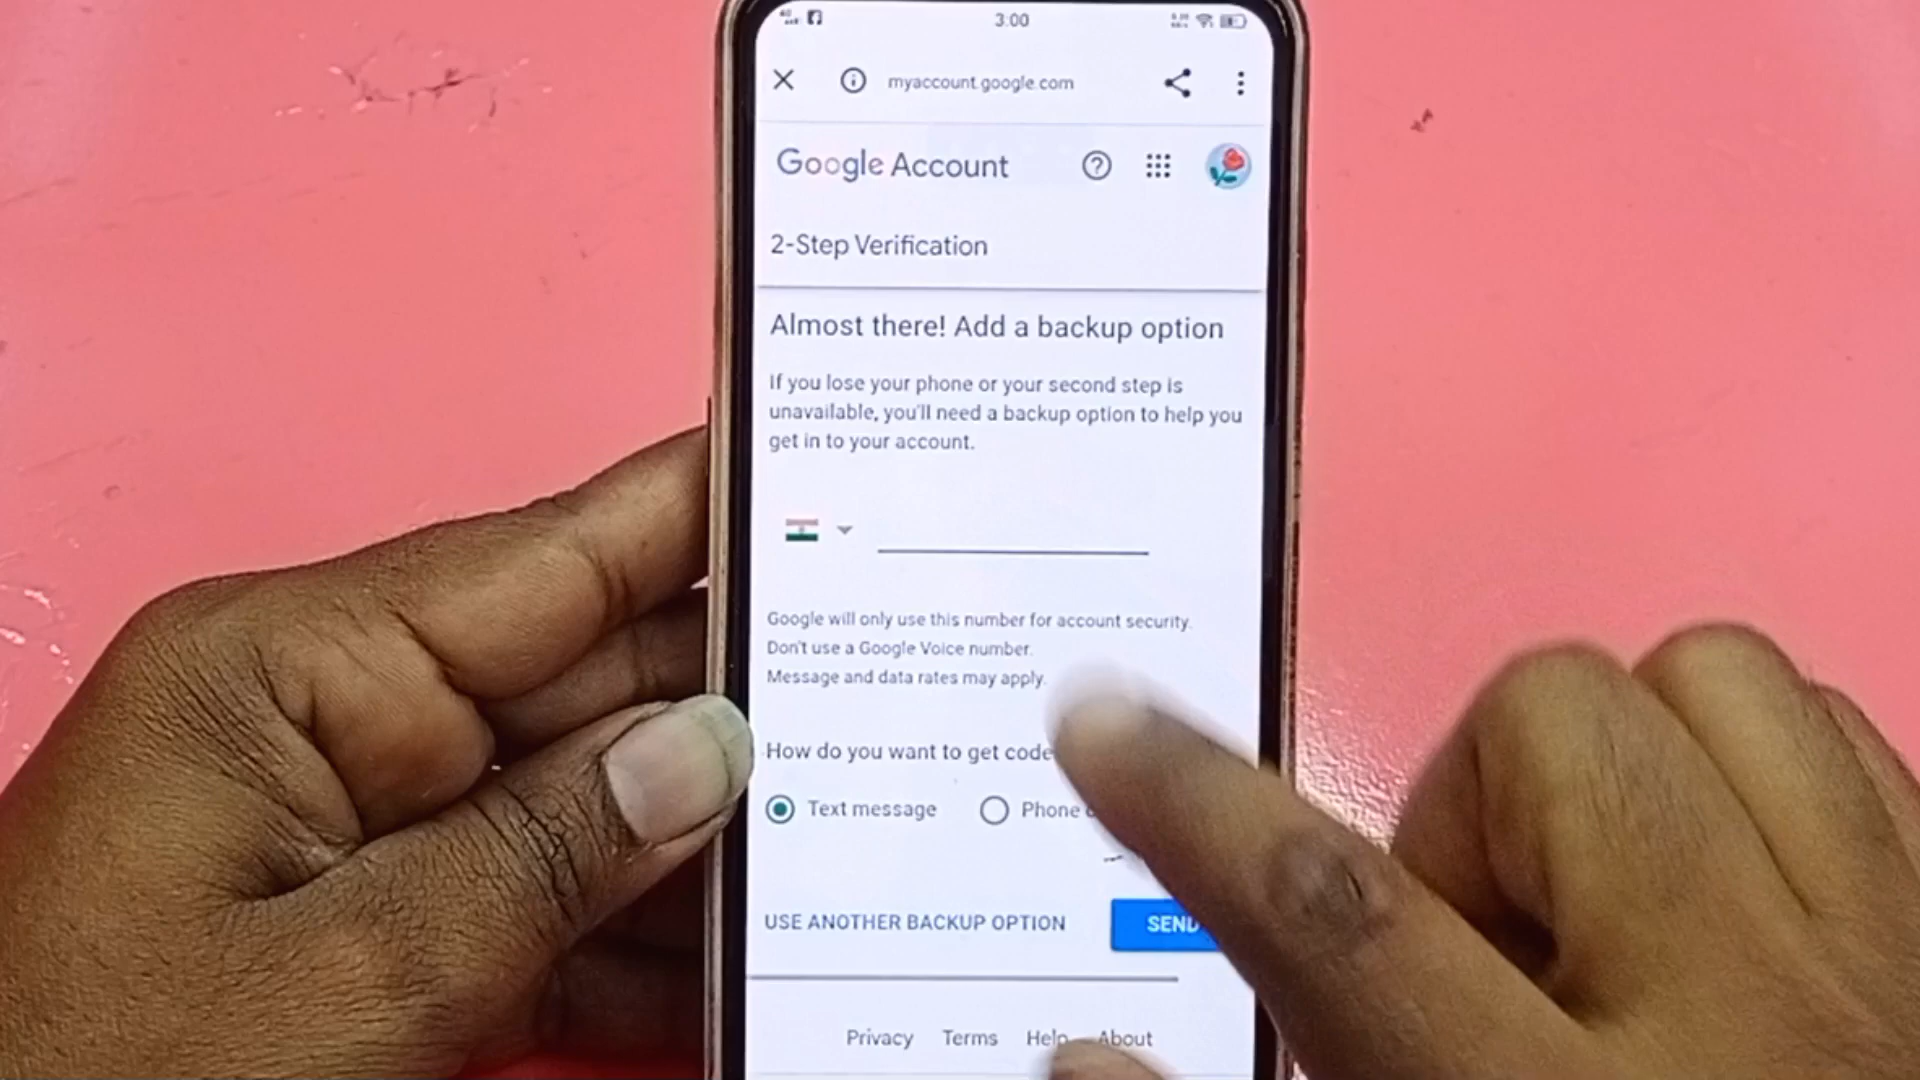 3:00
myaccount.google.com
Google Account
2-Step Verification
Almost there! Add a backup option
If you lose your phone or your second step is
unavailable, you'll need a backup option to help you
get in to your account.
Google will only use this number for account security.
Don't use a Google Voice number.
Message and data rates may apply.
How do you want to get code
Text message Phone
USE ANOTHER BACKUP OPTION SEND
Privacy Terms Help About